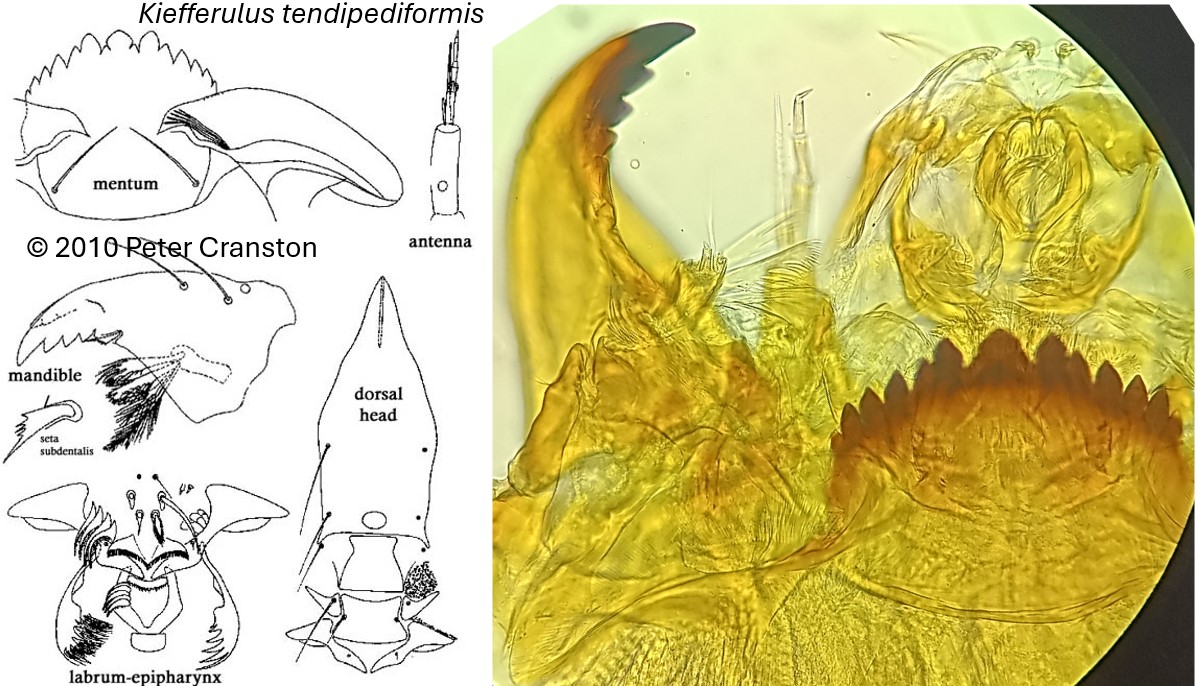 Kiefferulus tendipediformis
mentum
antenna
© 2010 Peter Cranston
mandible
seta
subdentalis
dorsal
head
labrum-epipharynx